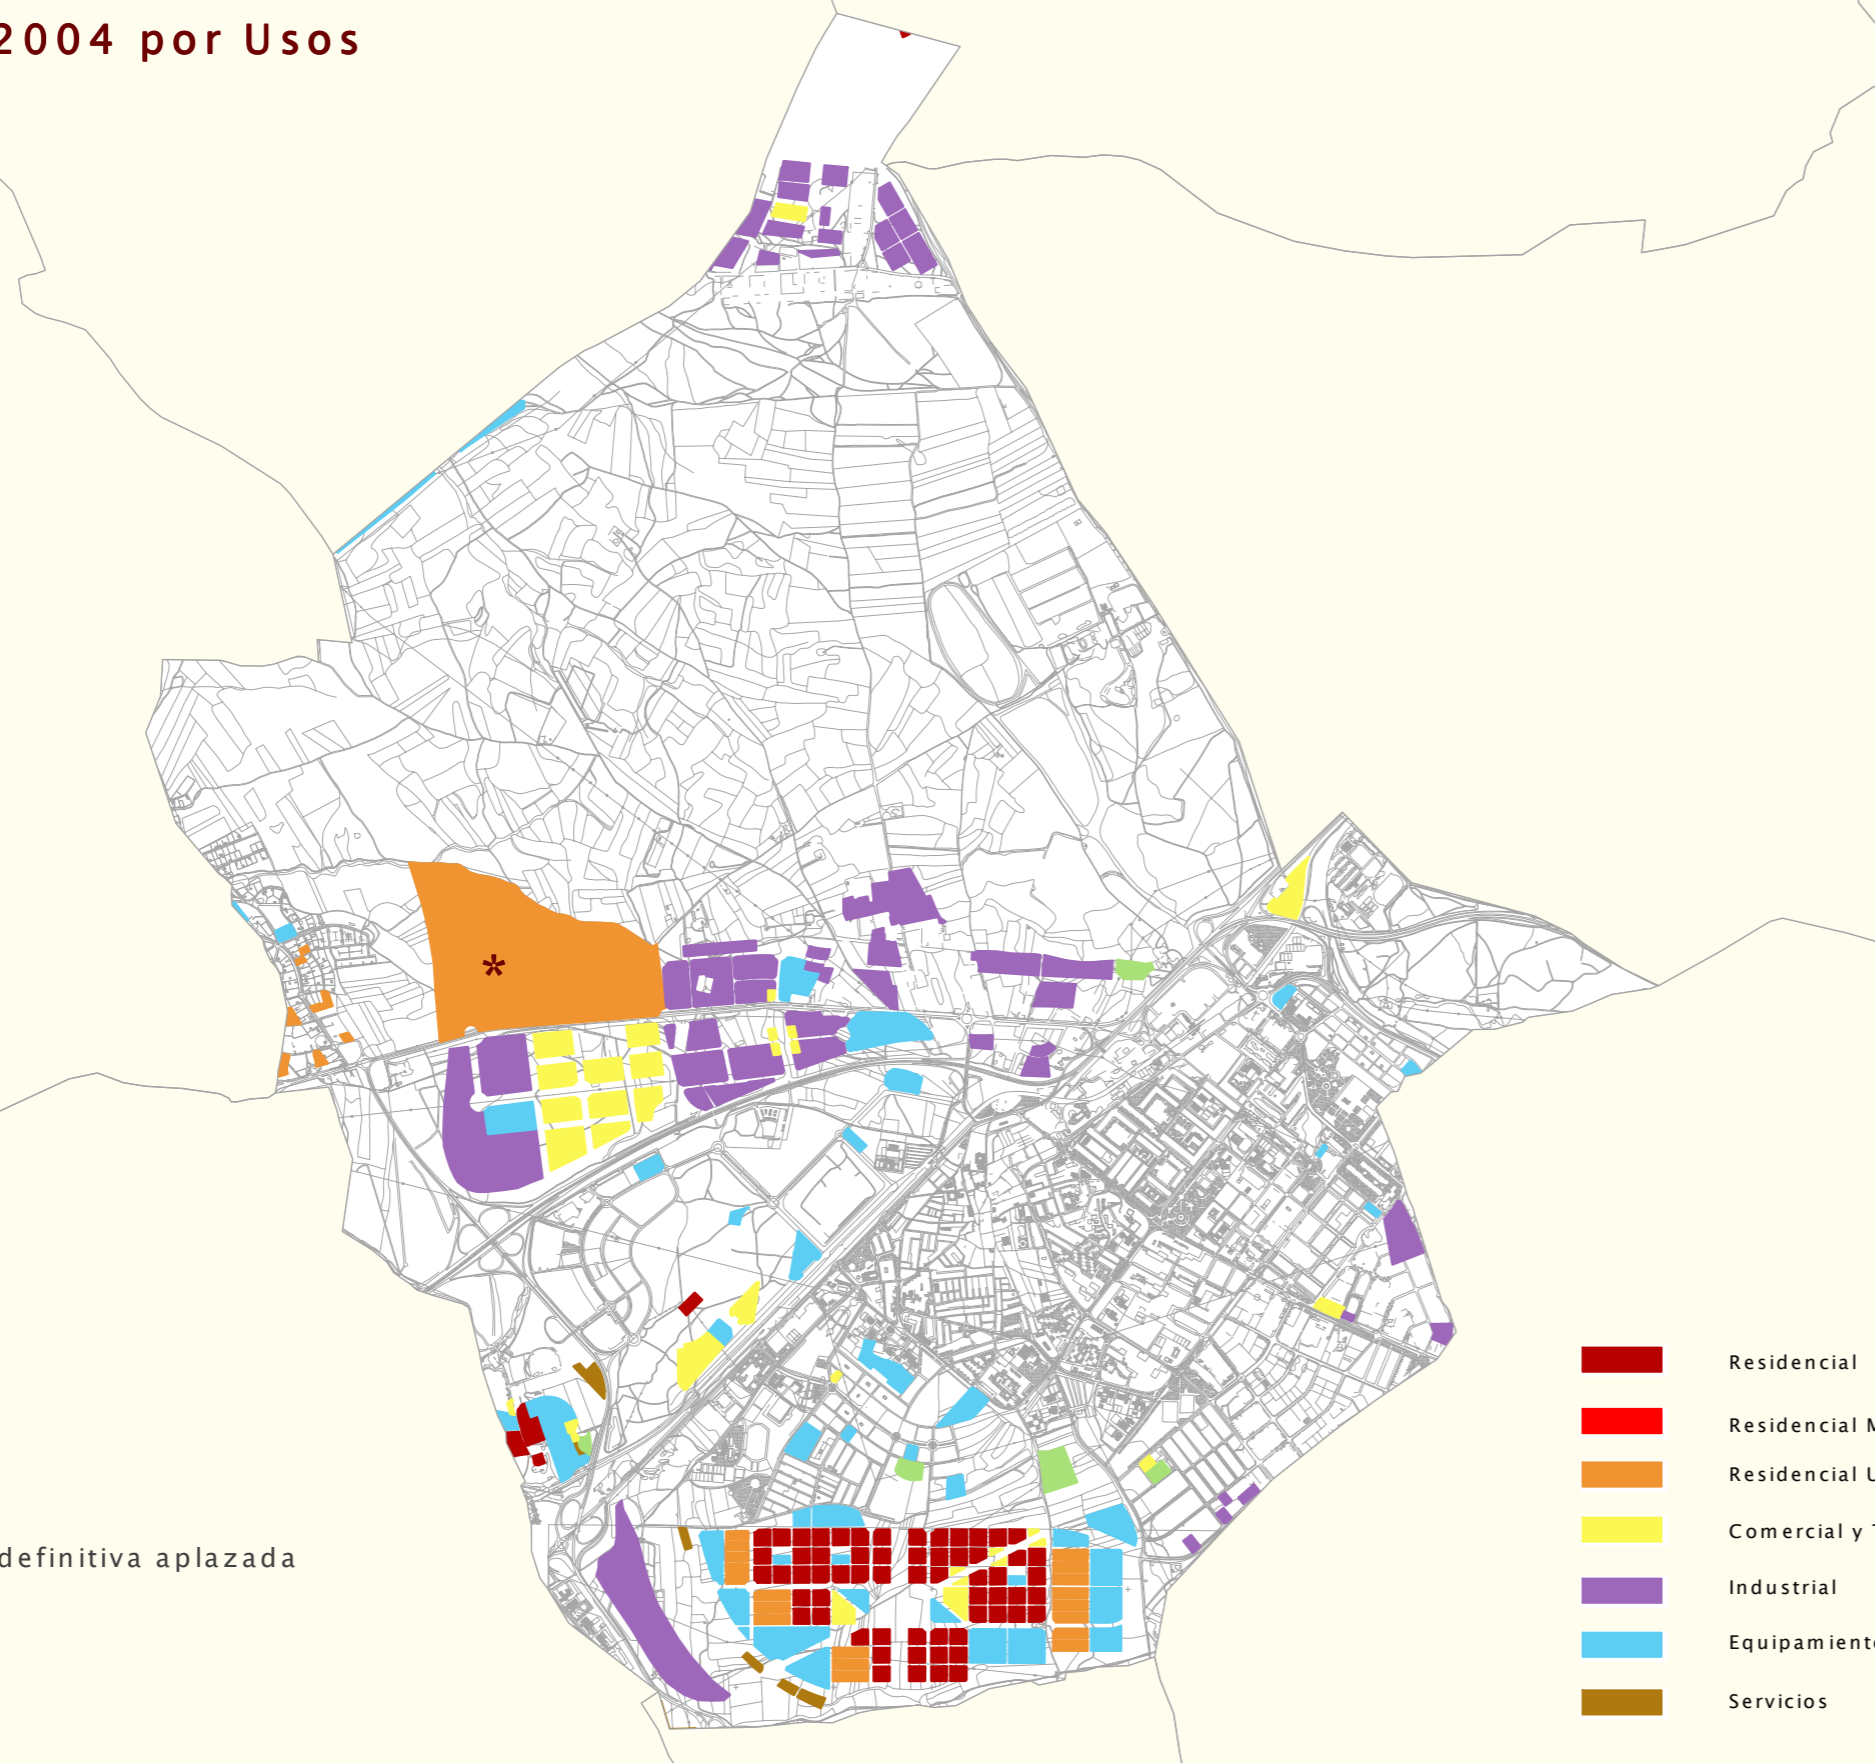 2004 por Usos
*
Residencial
Residencial
Residencial
Comercial y
Industrial
definitiva aplazada
Servicios